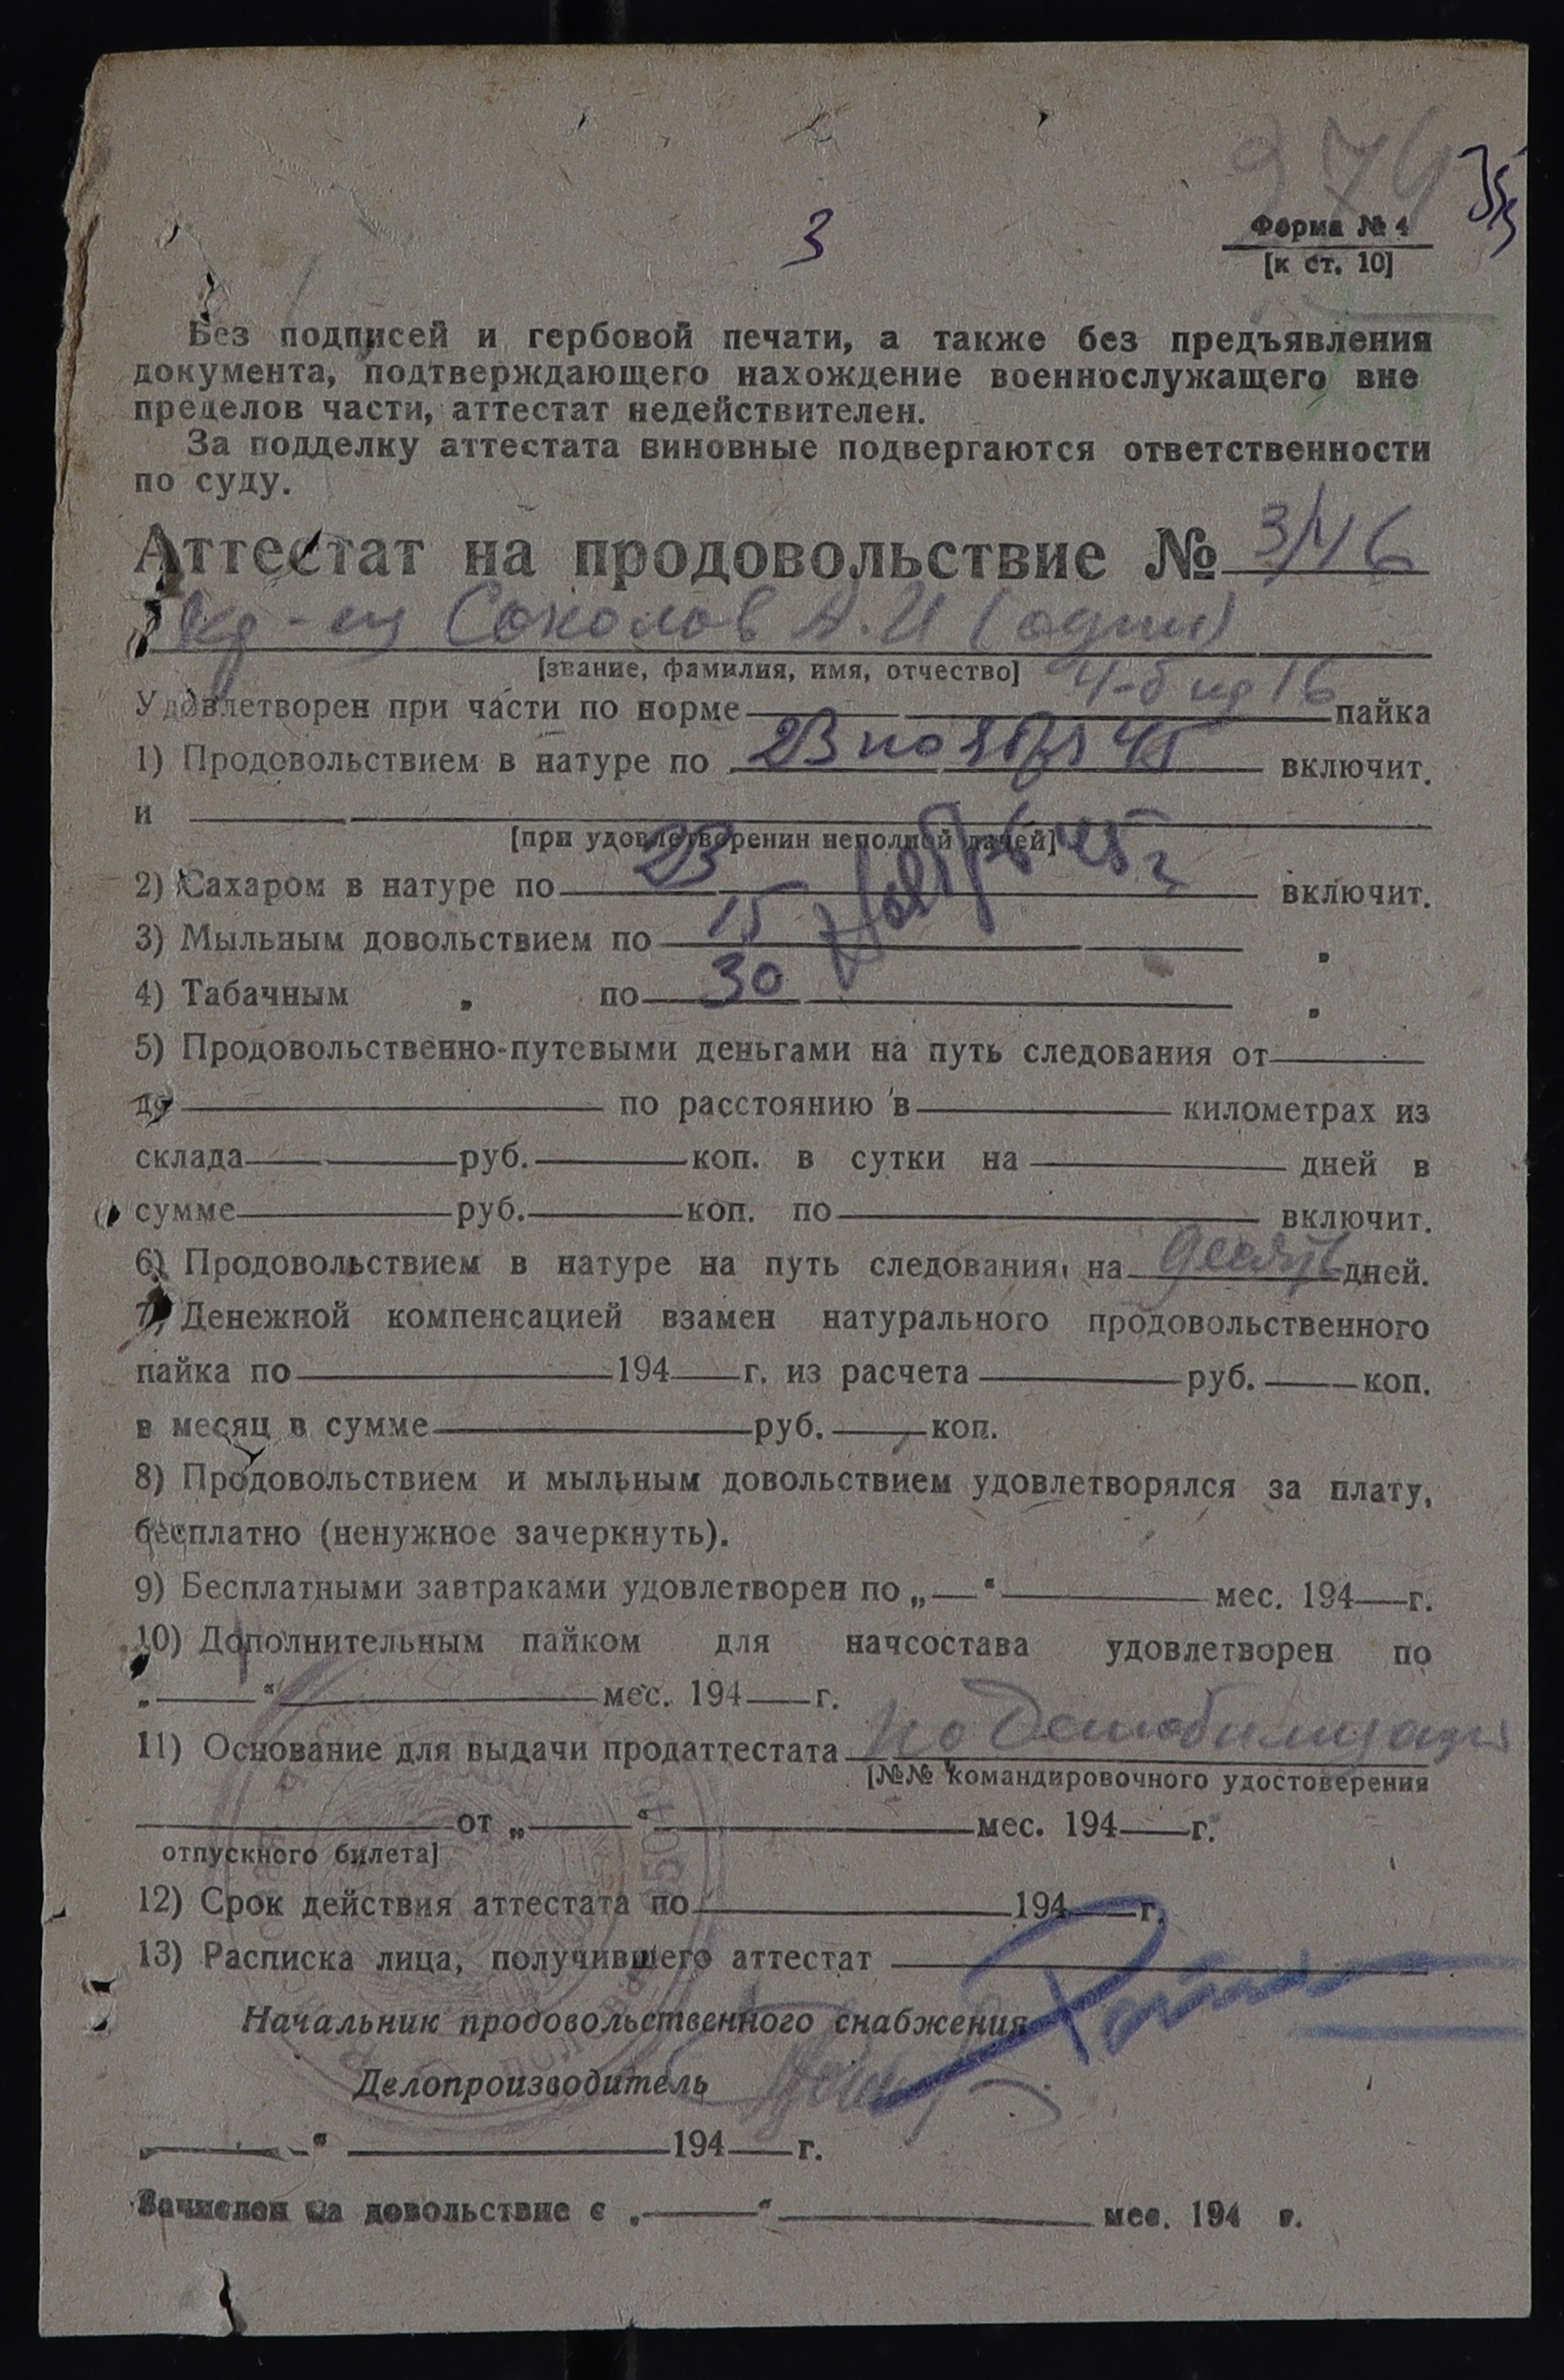 974
3
Форма № 4
[к ст. 10]
Без подписей и гербовой печати, а также без предъявления
документа, подтверждающего нахождение военнослужащего вне
пределов части, аттестат недействителен.
За подделку аттестата виновные подвергаются ответственности
по суду.
Аттестат на продовольствие № 3/46
Соколов А.И (один)
[звание, фамилия, имя, отчество]
Удовлетворен при части по норме пайка
1) Продовольствием в натуре по 23 ноября 45 включит.
и
[при удовлетворении неполной дачей]
2) Сахаром в натуре по 23 Ноября 45 г включит.
3) Мыльным довольствием по 15 „
4) Табачным „ по 30 „
5) Продовольственно-путевыми деньгами на путь следования от
до по расстоянию в километрах из
склада руб. коп. в сутки на дней в
сумме руб. коп. по включит.
6) Продовольствием в натуре на путь следования на десять дней.
7) Денежной компенсацией взамен натурального продовольственного
пайка по 194 г. из расчета руб. коп.
в месяц в сумме руб. коп.
8) Продовольствием и мыльным довольствием удовлетворялся за плату,
бесплатно (ненужное зачеркнуть).
9) Бесплатными завтраками удовлетворен по „ “ мес. 194 г.
10) Дополнительным пайком для начсостава удовлетворен по
„ “ мес. 194 г.
11) Основание для выдачи продаттестата по Демобилизации
[№№ командировочного удостоверения
от „ “ мес. 194 г.
отпускного билета]
12) Срок действия аттестата по 194 г.
13) Расписка лица, получившего аттестат
Начальник продовольственного снабжения
Делопроизводитель
“ 194 г.
Зачислен на довольствие с „ “ мес. 194 г.